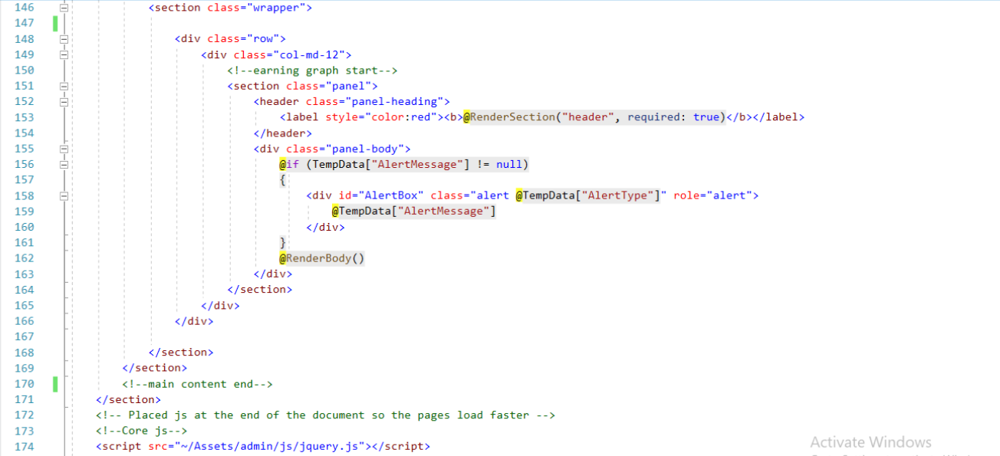 146 <section class="wrapper">
147
148 <div class="row">
149 <div class="col-md-12">
150 <!--earning graph start-->
151 <section class="panel">
152 <header class="panel-heading">
153 <label style="color:red"><b>@RenderSection("header", required: true)</b></label>
154 </header>
155 <div class="panel-body">
156 @if (TempData["AlertMessage"] != null)
157 {
158 <div id="AlertBox" class="alert @TempData["AlertType"]" role="alert">
159 @TempData["AlertMessage"]
160 </div>
161 }
162 @RenderBody()
163 </div>
164 </section>
165 </div>
166 </div>
167
168 </section>
169 </section>
170 <!--main content end-->
171 </section>
172 <!-- Placed js at the end of the document so the pages load faster -->
173 <!--Core js-->
174 <script src="~/Assets/admin/js/jquery.js"></script>
Activate Windows